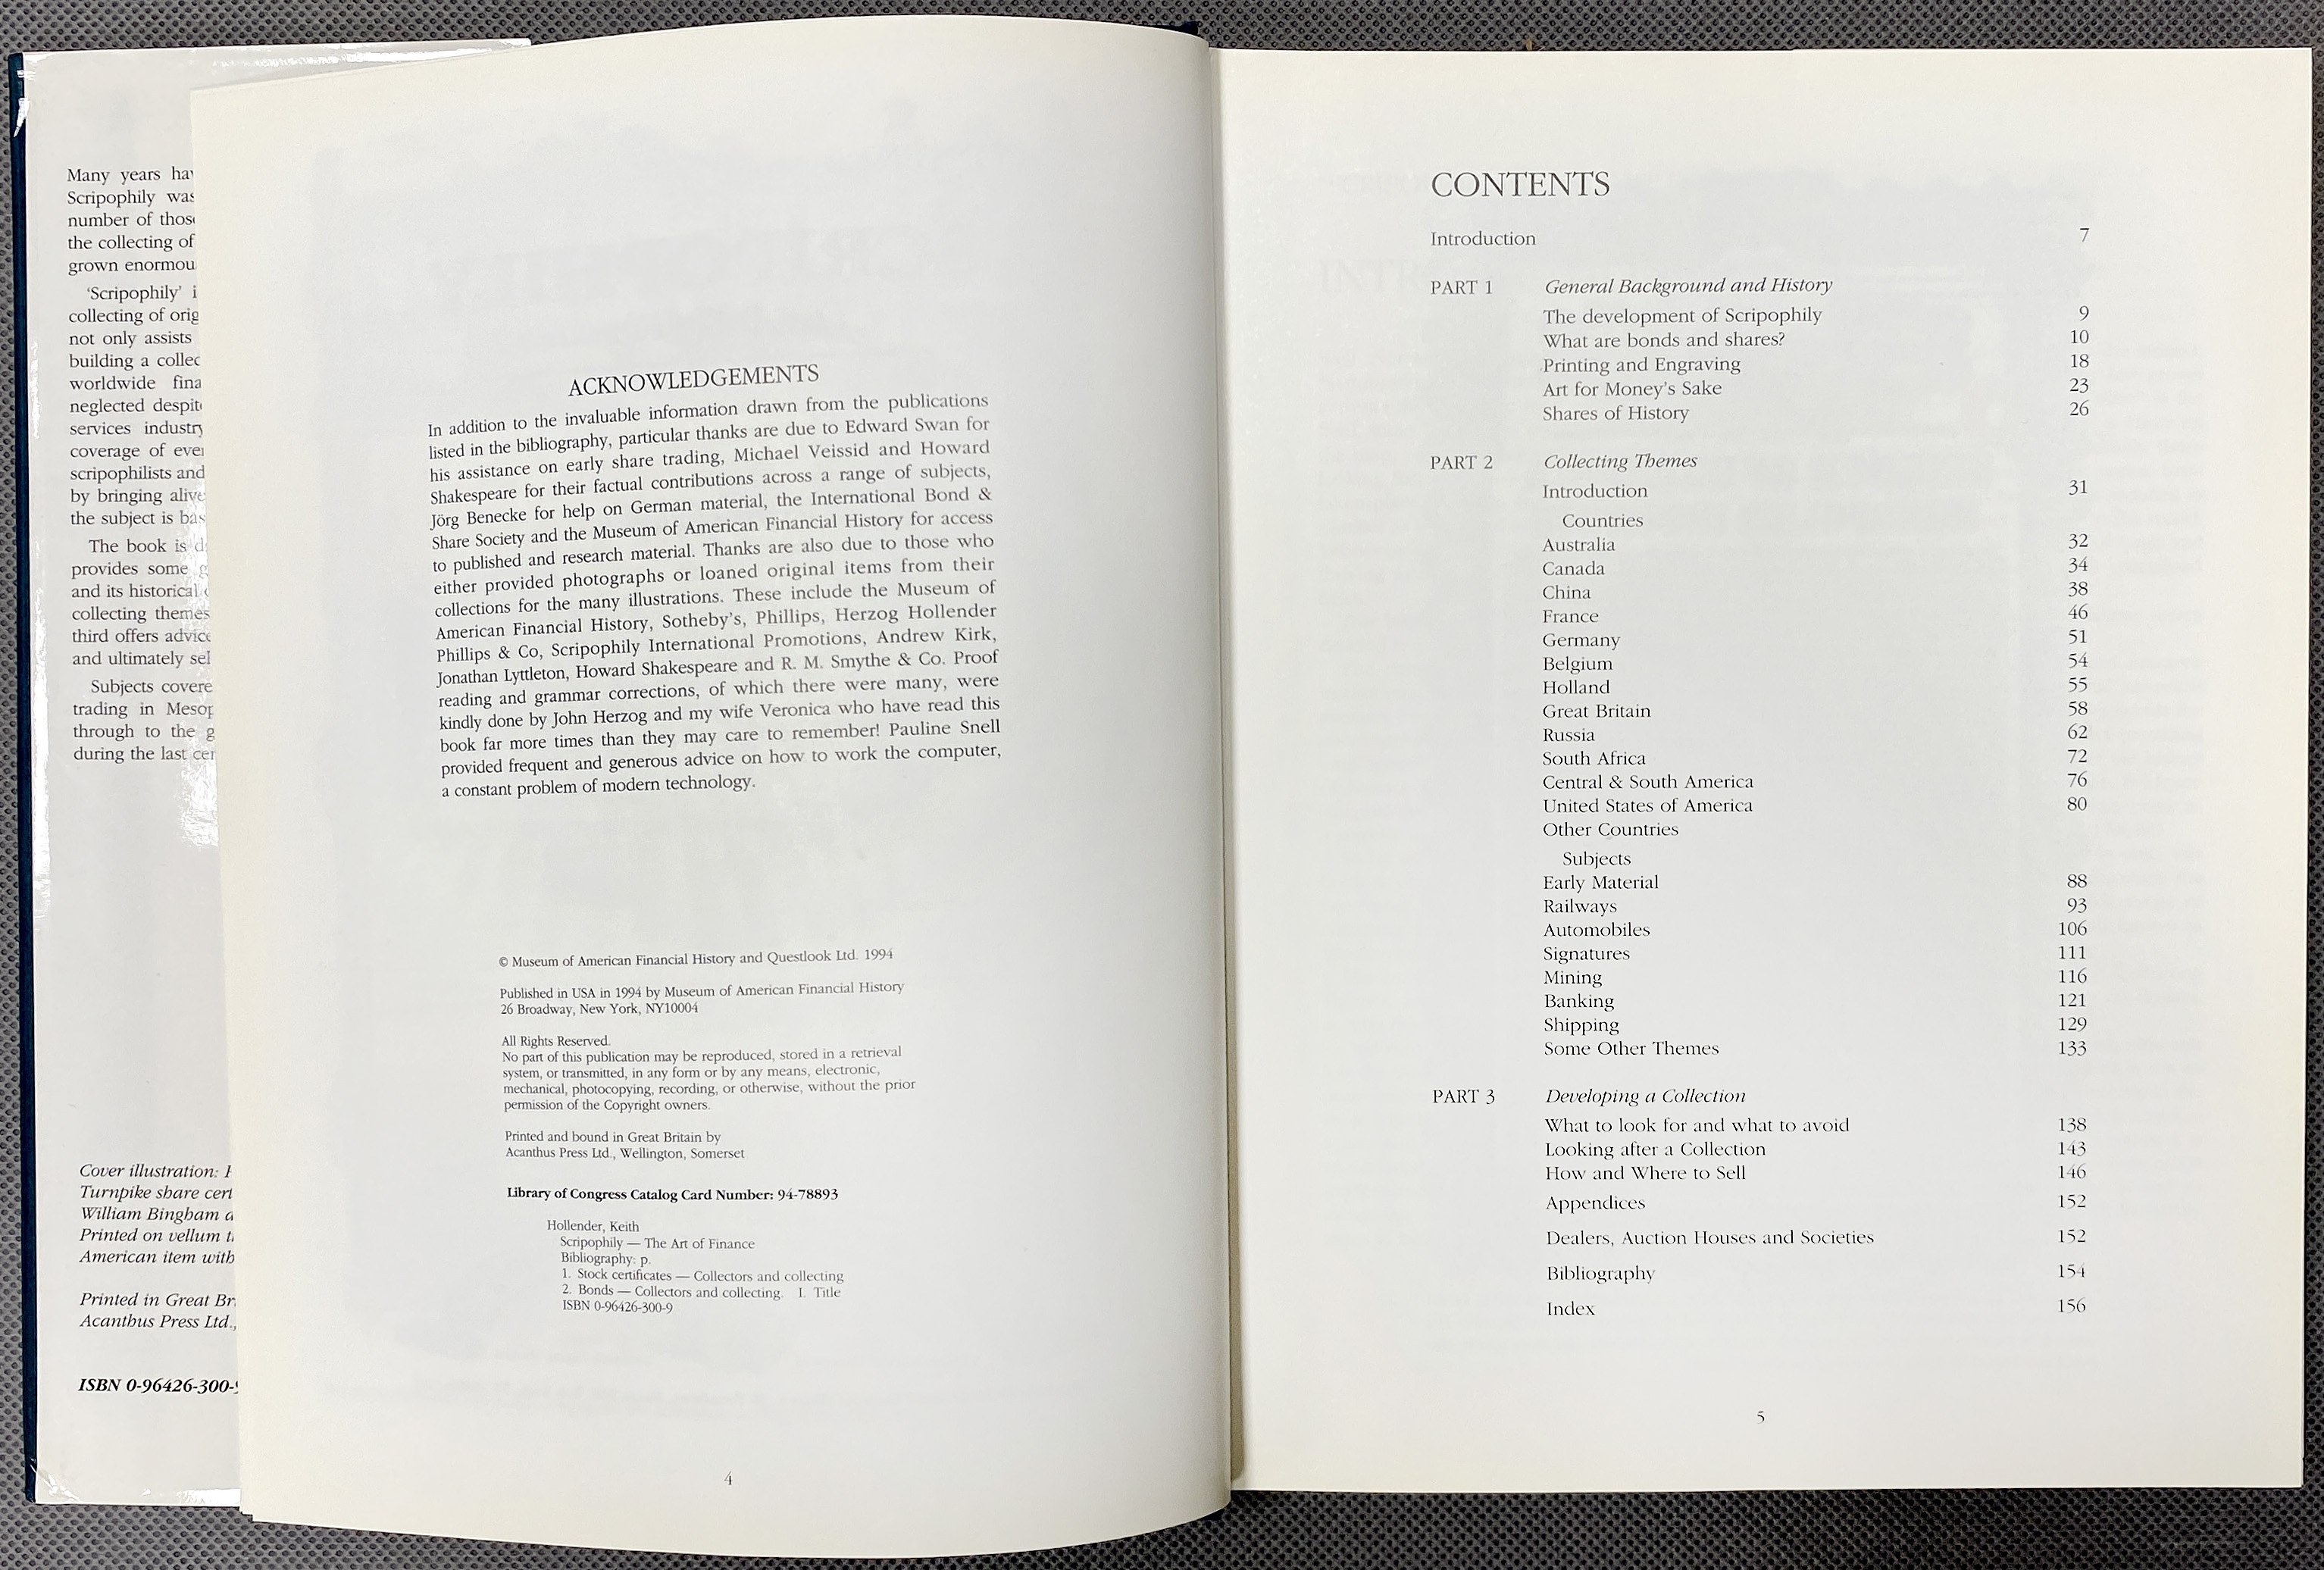 Many years
Scripophily was
number of
the collecting of
grown
'Scripophily'
collecting of
not only assists
building a
worldwide
neglected
services industry
coverage of
scripophilists and
by bringing
the subject is
The book is
provides some
and its historical
collecting themes
third offers advice
and ultimately
Subjects
trading in
through to the
during the last
Cover illustration:
Turnpike share
William Bingham
Printed on vellum
American item with
Printed in Great
Acanthus Press Ltd.,
ISBN 0-96426-300-
ACKNOWLEDGEMENTS
In addition to the invaluable information drawn from the publications
listed in the bibliography, particular thanks are due to Edward Swan for
his assistance on early share trading, Michael Veissid and Howard
Shakespeare for their factual contributions across a range of subjects,
Jörg Benecke for help on German material, the International Bond &
Share Society and the Museum of American Financial History for access
to published and research material. Thanks are also due to those who
either provided photographs or loaned original items from their
collections for the many illustrations. These include the Museum of
American Financial History, Sotheby's, Phillips, Herzog Hollender
Phillips & Co, Scripophily International Promotions, Andrew Kirk,
Jonathan Lyttleton, Howard Shakespeare and R. M. Smythe & Co. Proof
reading and grammar corrections, of which there were many, were
kindly done by John Herzog and my wife Veronica who have read this
book far more times than they may care to remember! Pauline Snell
provided frequent and generous advice on how to work the computer,
a constant problem of modern technology.
© Museum of American Financial History and Questlook Ltd. 1994
Published in USA in 1994 by Museum of American Financial History
26 Broadway, New York, NY10004
All Rights Reserved.
No part of this publication may be reproduced, stored in a retrieval
system, or transmitted, in any form or by any means, electronic,
mechanical, photocopying, recording, or otherwise, without the prior
permission of the Copyright owners.
Printed and bound in Great Britain by
Acanthus Press Ltd., Wellington, Somerset
Library of Congress Catalog Card Number: 94-78893
Hollender, Keith
Scripophily — The Art of Finance
Bibliography: p.
1. Stock certificates — Collectors and collecting
2. Bonds — Collectors and collecting. I. Title
ISBN 0-96426-300-9
4
CONTENTS
Introduction 7
PART 1 General Background and History
The development of Scripophily 9
What are bonds and shares? 10
Printing and Engraving 18
Art for Money's Sake 23
Shares of History 26
PART 2 Collecting Themes
Introduction 31
Countries
Australia 32
Canada 34
China 38
France 46
Germany 51
Belgium 54
Holland 55
Great Britain 58
Russia 62
South Africa 72
Central & South America 76
United States of America 80
Other Countries
Subjects
Early Material 88
Railways 93
Automobiles 106
Signatures 111
Mining 116
Banking 121
Shipping 129
Some Other Themes 133
PART 3 Developing a Collection
What to look for and what to avoid 138
Looking after a Collection 143
How and Where to Sell 146
Appendices 152
Dealers, Auction Houses and Societies 152
Bibliography 154
Index 156
5